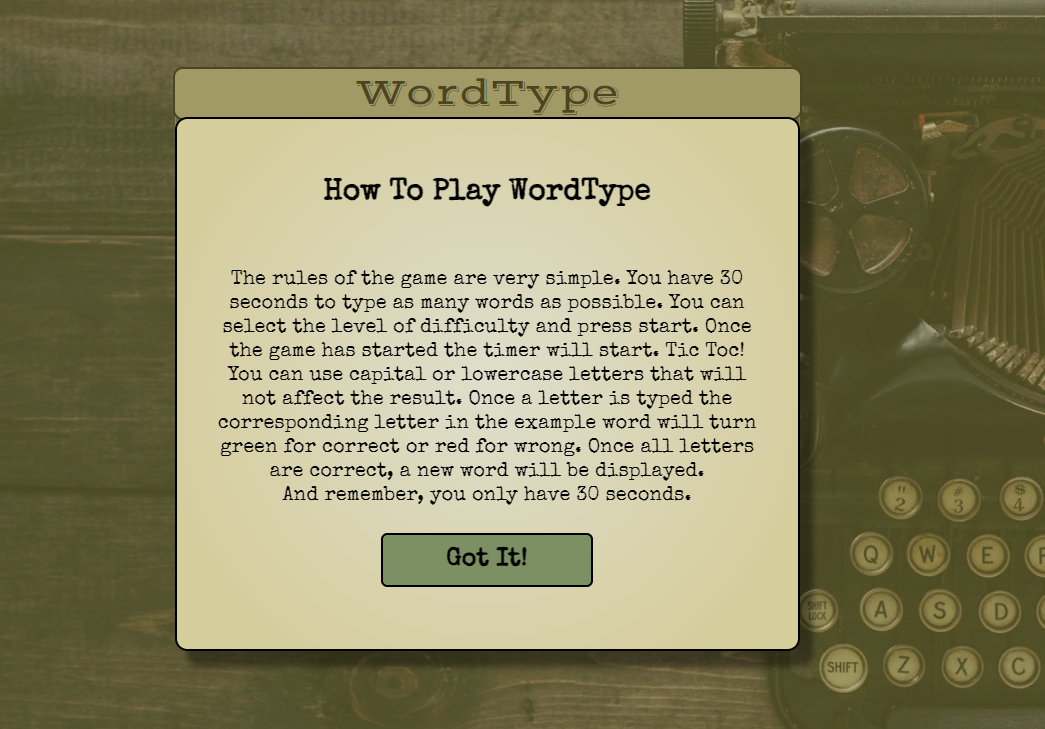 WordType
How To Play WordType
The rules of the game are very simple. You have 30
seconds to type as many words as possible. You can
select the level of difficulty and press start. Once
the game has started the timer will start. Tic Toc!
You can use capital or lowercase letters that will
not affect the result. Once a letter is typed the
corresponding letter in the example word will turn
green for correct or red for wrong. Once all letters
are correct, a new word will be displayed.
And remember, you only have 30 seconds.
Got It!
" 2 # 3 $ 4
Q W E
SHIFT LOCK A S D
SHIFT Z X C